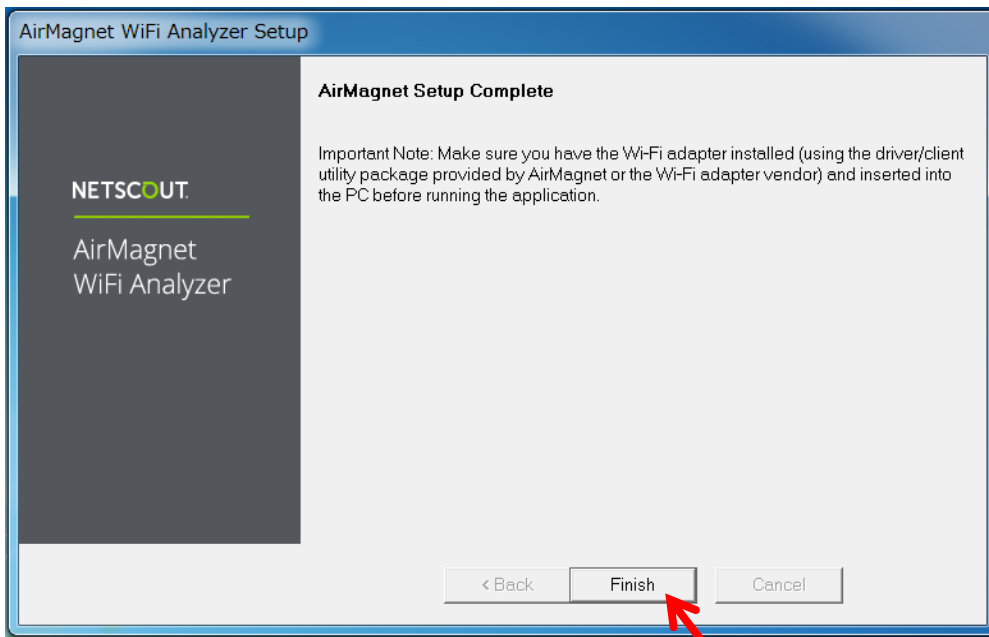 AirMagnet WiFi Analyzer Setup
AirMagnet Setup Complete
Important Note: Make sure you have the Wi-Fi adapter installed (using the driver/client
utility package provided by AirMagnet or the Wi-Fi adapter vendor) and inserted into
the PC before running the application.
NETSCOUT.
AirMagnet
WiFi Analyzer
< Back
Finish
Cancel